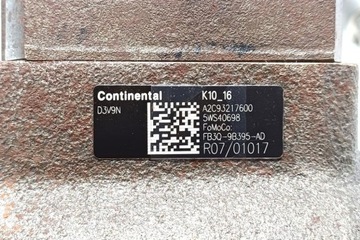 Continental K10_16
D3V9N A2C93217600
5WS40698
FoMoCo:
FB3Q-9B395-AD
R07/01017